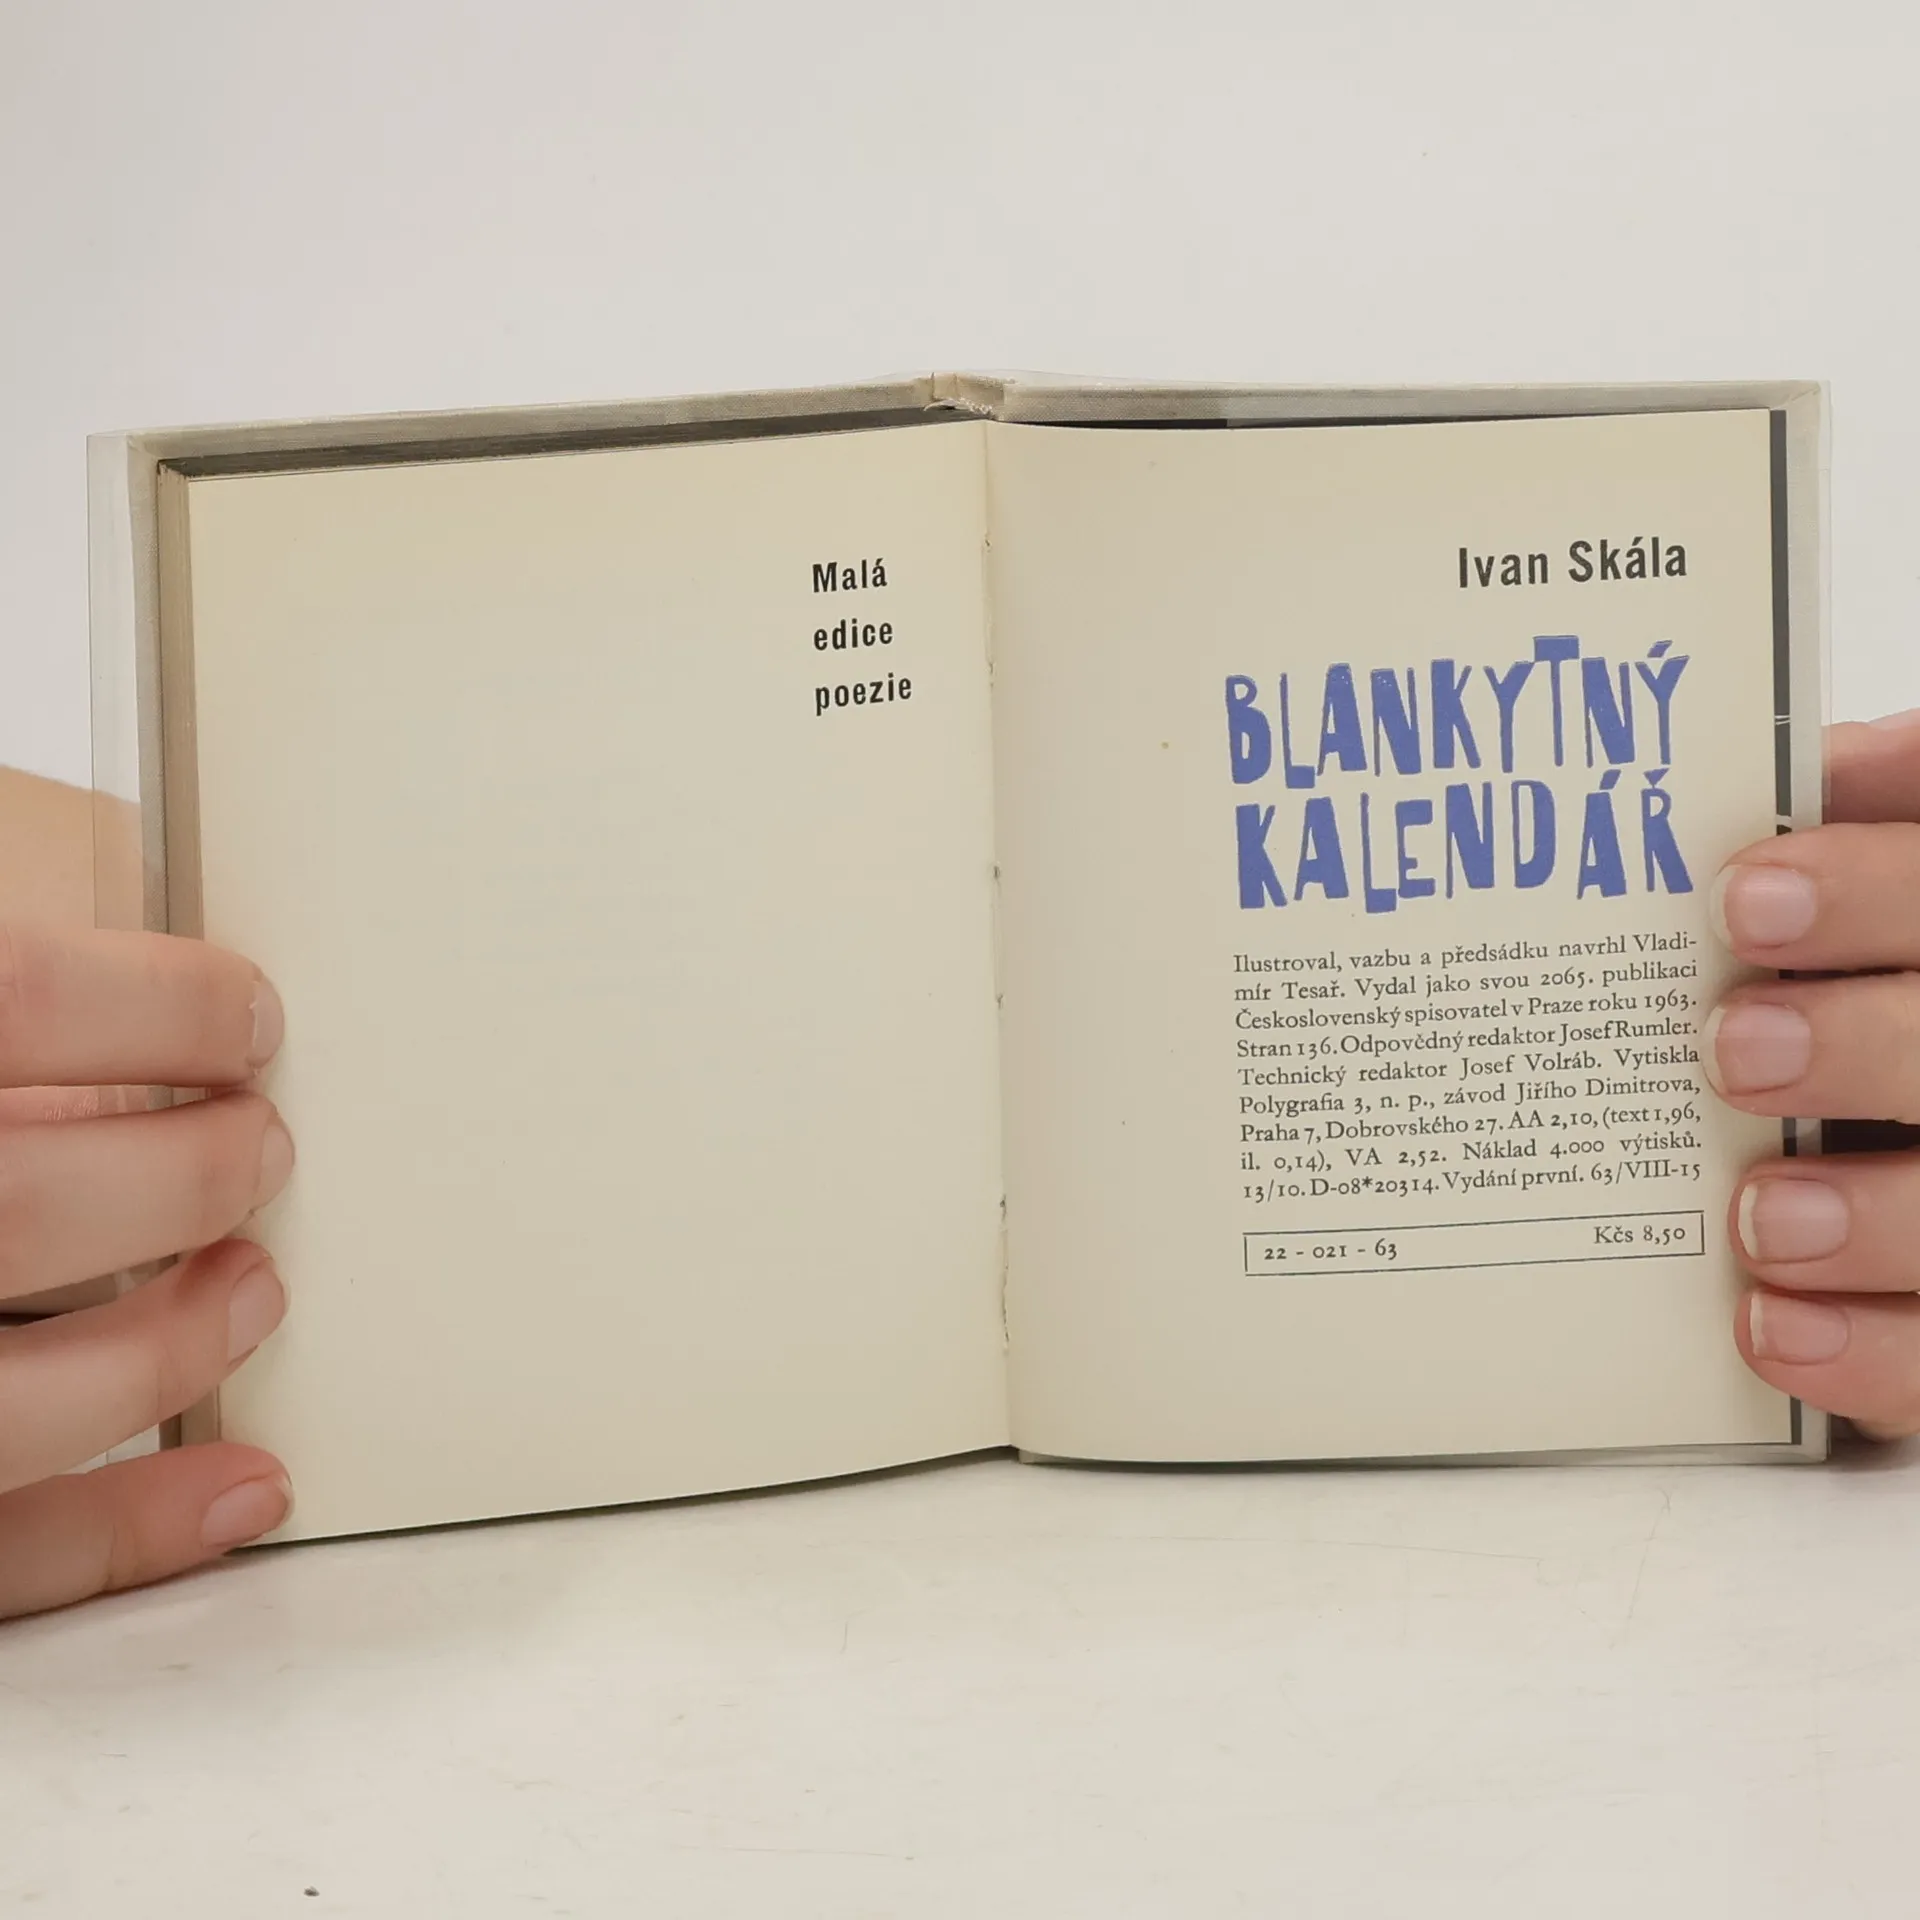 Malá
edice
poezie
Ivan Skála
BLANKYTNÝ
KALENDÁŘ
Ilustroval, vazbu a předsádku navrhl Vladi-
mír Tesař. Vydal jako svou 2065. publikaci
Československý spisovatel v Praze roku 1963.
Stran 136. Odpovědný redaktor Josef Rumler.
Technický redaktor Josef Volráb. Vytiskla
Polygrafia 3, n. p., závod Jiřího Dimitrova,
Praha 7, Dobrovského 27. AA 2,10, (text 1,96,
il. 0,14), VA 2,52. Náklad 4.000 výtisků.
13/10. D-08*20314. Vydání první. 63/VIII-15
22 - 021 - 63 Kčs 8,50